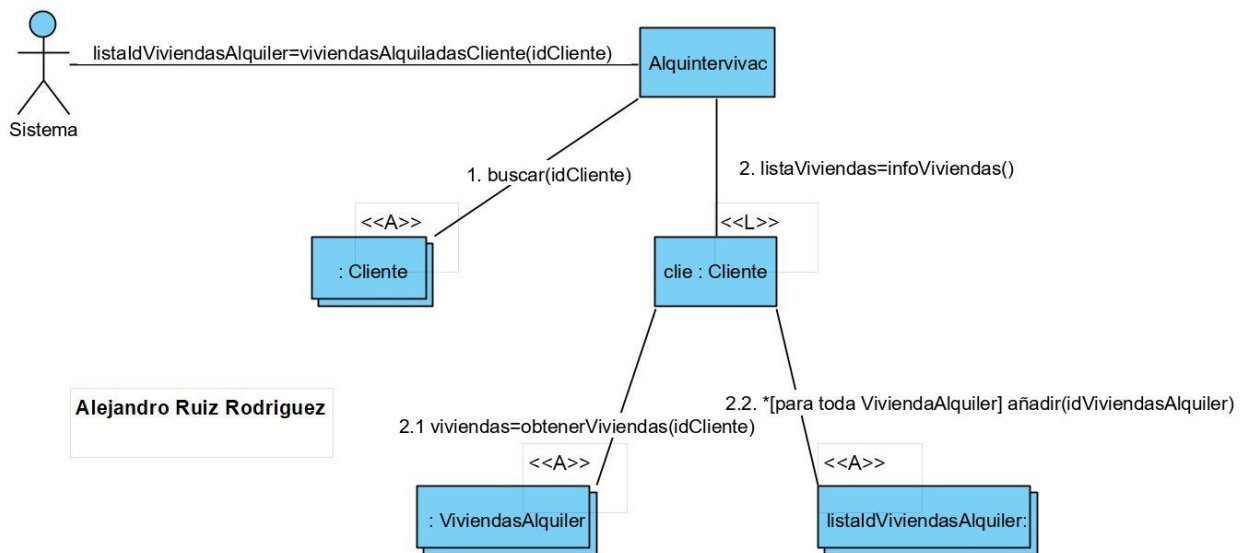 listaIdViviendasAlquiler=viviendasAlquiladasCliente(idCliente)
Alquintervivac
Sistema
1. buscar(idCliente)
2. listaViviendas=infoViviendas()
<<A>>
<<L>>
: Cliente
clie : Cliente
Alejandro Ruiz Rodriguez
2.1 viviendas=obtenerViviendas(idCliente)
2.2. *[para toda ViviendaAlquiler] añadir(idViviendasAlquiler)
<<A>>
<<A>>
: ViviendasAlquiler
listaIdViviendasAlquiler: